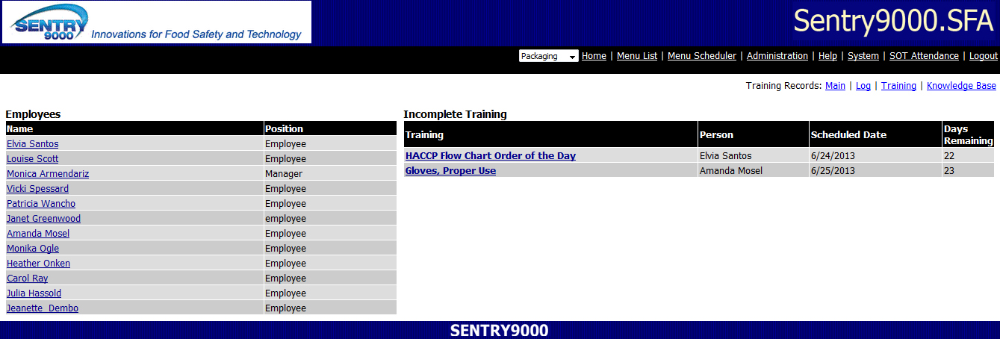 SENTRY
9000 Innovations for Food Safety and Technology
Sentry9000.SFA
Packaging Home | Menu List | Menu Scheduler | Administration | Help | System | SOT Attendance | Logout
Training Records: Main | Log | Training | Knowledge Base
Employees
Name Position
Elvia Santos Employee
Louise Scott Employee
Monica Armendariz Manager
Vicki Spessard Employee
Patricia Wancho Employee
Janet Greenwood employee
Amanda Mosel Employee
Monika Ogle Employee
Heather Onken Employee
Carol Ray Employee
Julia Hassold Employee
Jeanette Dembo Employee
Incomplete Training
Training Person Scheduled Date Days Remaining
HACCP Flow Chart Order of the Day Elvia Santos 6/24/2013 22
Gloves, Proper Use Amanda Mosel 6/25/2013 23
SENTRY9000